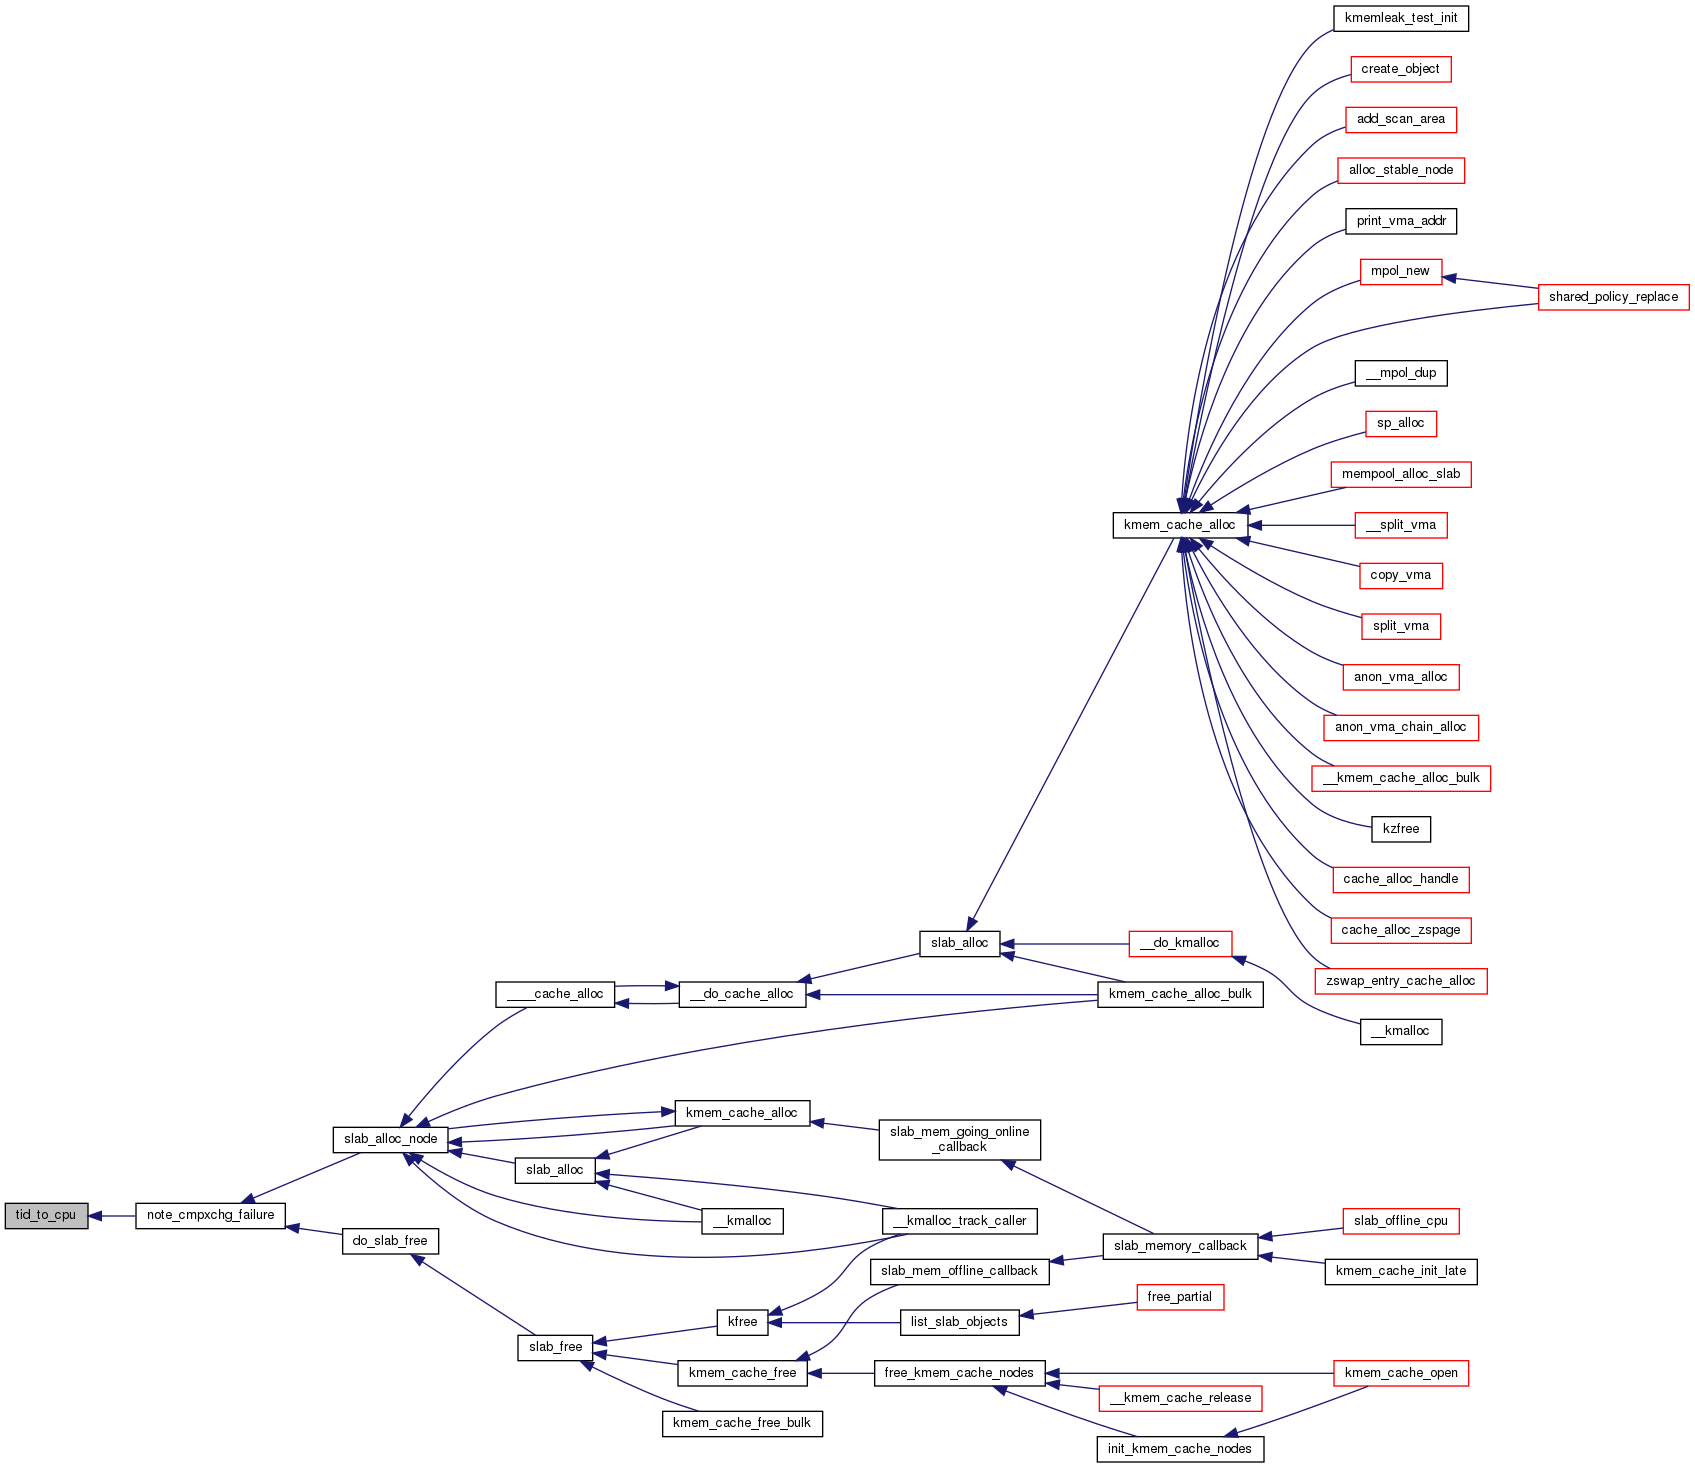 kmemleak_test_init
create_object
add_scan_area
alloc_stable_node
print_vma_addr
mpol_new
shared_policy_replace
__mpol_dup
sp_alloc
mempool_alloc_slab
kmem_cache_alloc
__split_vma
copy_vma
split_vma
anon_vma_alloc
anon_vma_chain_alloc
__kmem_cache_alloc_bulk
kzfree
cache_alloc_handle
cache_alloc_zspage
slab_alloc
__do_kmalloc
zswap_entry_cache_alloc
____cache_alloc
__do_cache_alloc
kmem_cache_alloc_bulk
__kmalloc
kmem_cache_alloc
slab_alloc_node
slab_mem_going_online
_callback
slab_alloc
tid_to_cpu
note_cmpxchg_failure
__kmalloc
__kmalloc_track_caller
slab_offline_cpu
do_slab_free
slab_memory_callback
slab_mem_offline_callback
kmem_cache_init_late
free_partial
kfree
list_slab_objects
slab_free
kmem_cache_free
free_kmem_cache_nodes
kmem_cache_open
__kmem_cache_release
kmem_cache_free_bulk
init_kmem_cache_nodes